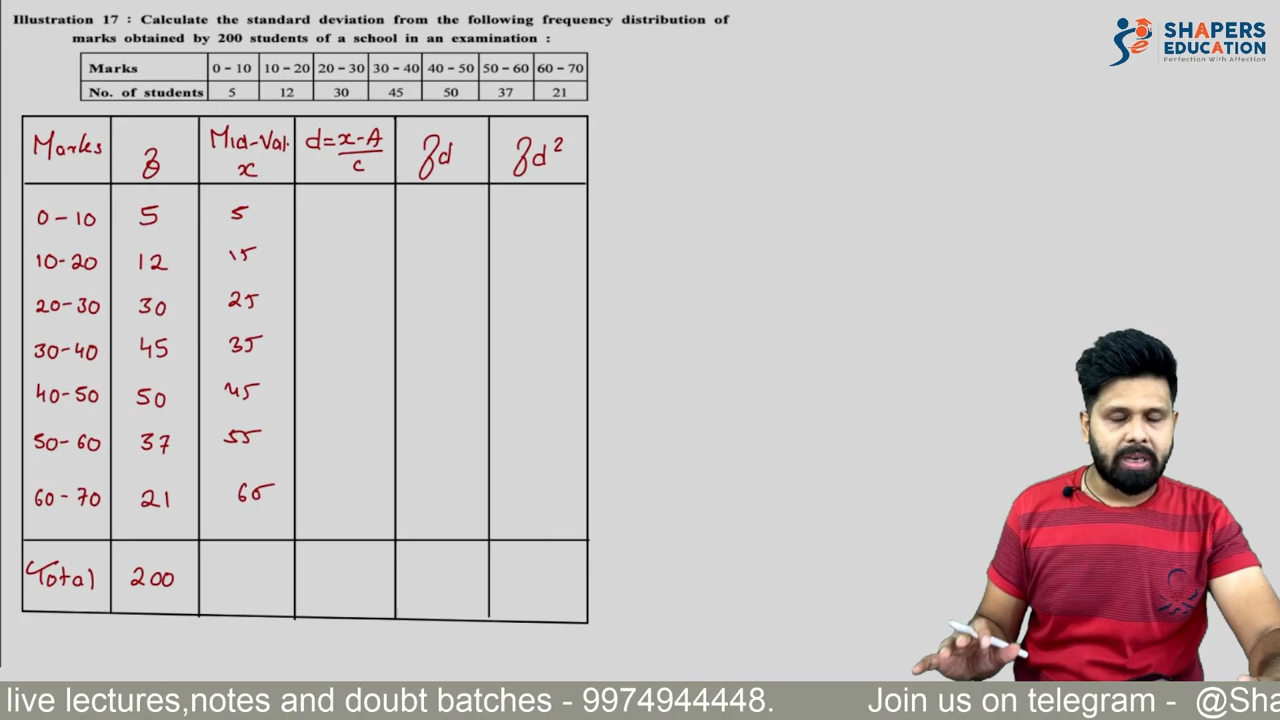 Illustration 17 : Calculate the standard deviation from the following frequency distribution of
marks obtained by 200 students of a school in an examination :
Marks 0 – 10 10 – 20 20 – 30 30 – 40 40 – 50 50 – 60 60 – 70
No. of students 5 12 30 45 50 37 21
SHAPERS
EDUCATION
Perfection With Affection
Marks f Mid-Val. x d = x-A / c fd fd²
0 - 10 5 5
10-20 12 15
20-30 30 25
30-40 45 35
40-50 50 45
50-60 37 55
60-70 21 65
Total 200
live lectures,notes and doubt batches - 9974944448. Join us on telegram - @Sha